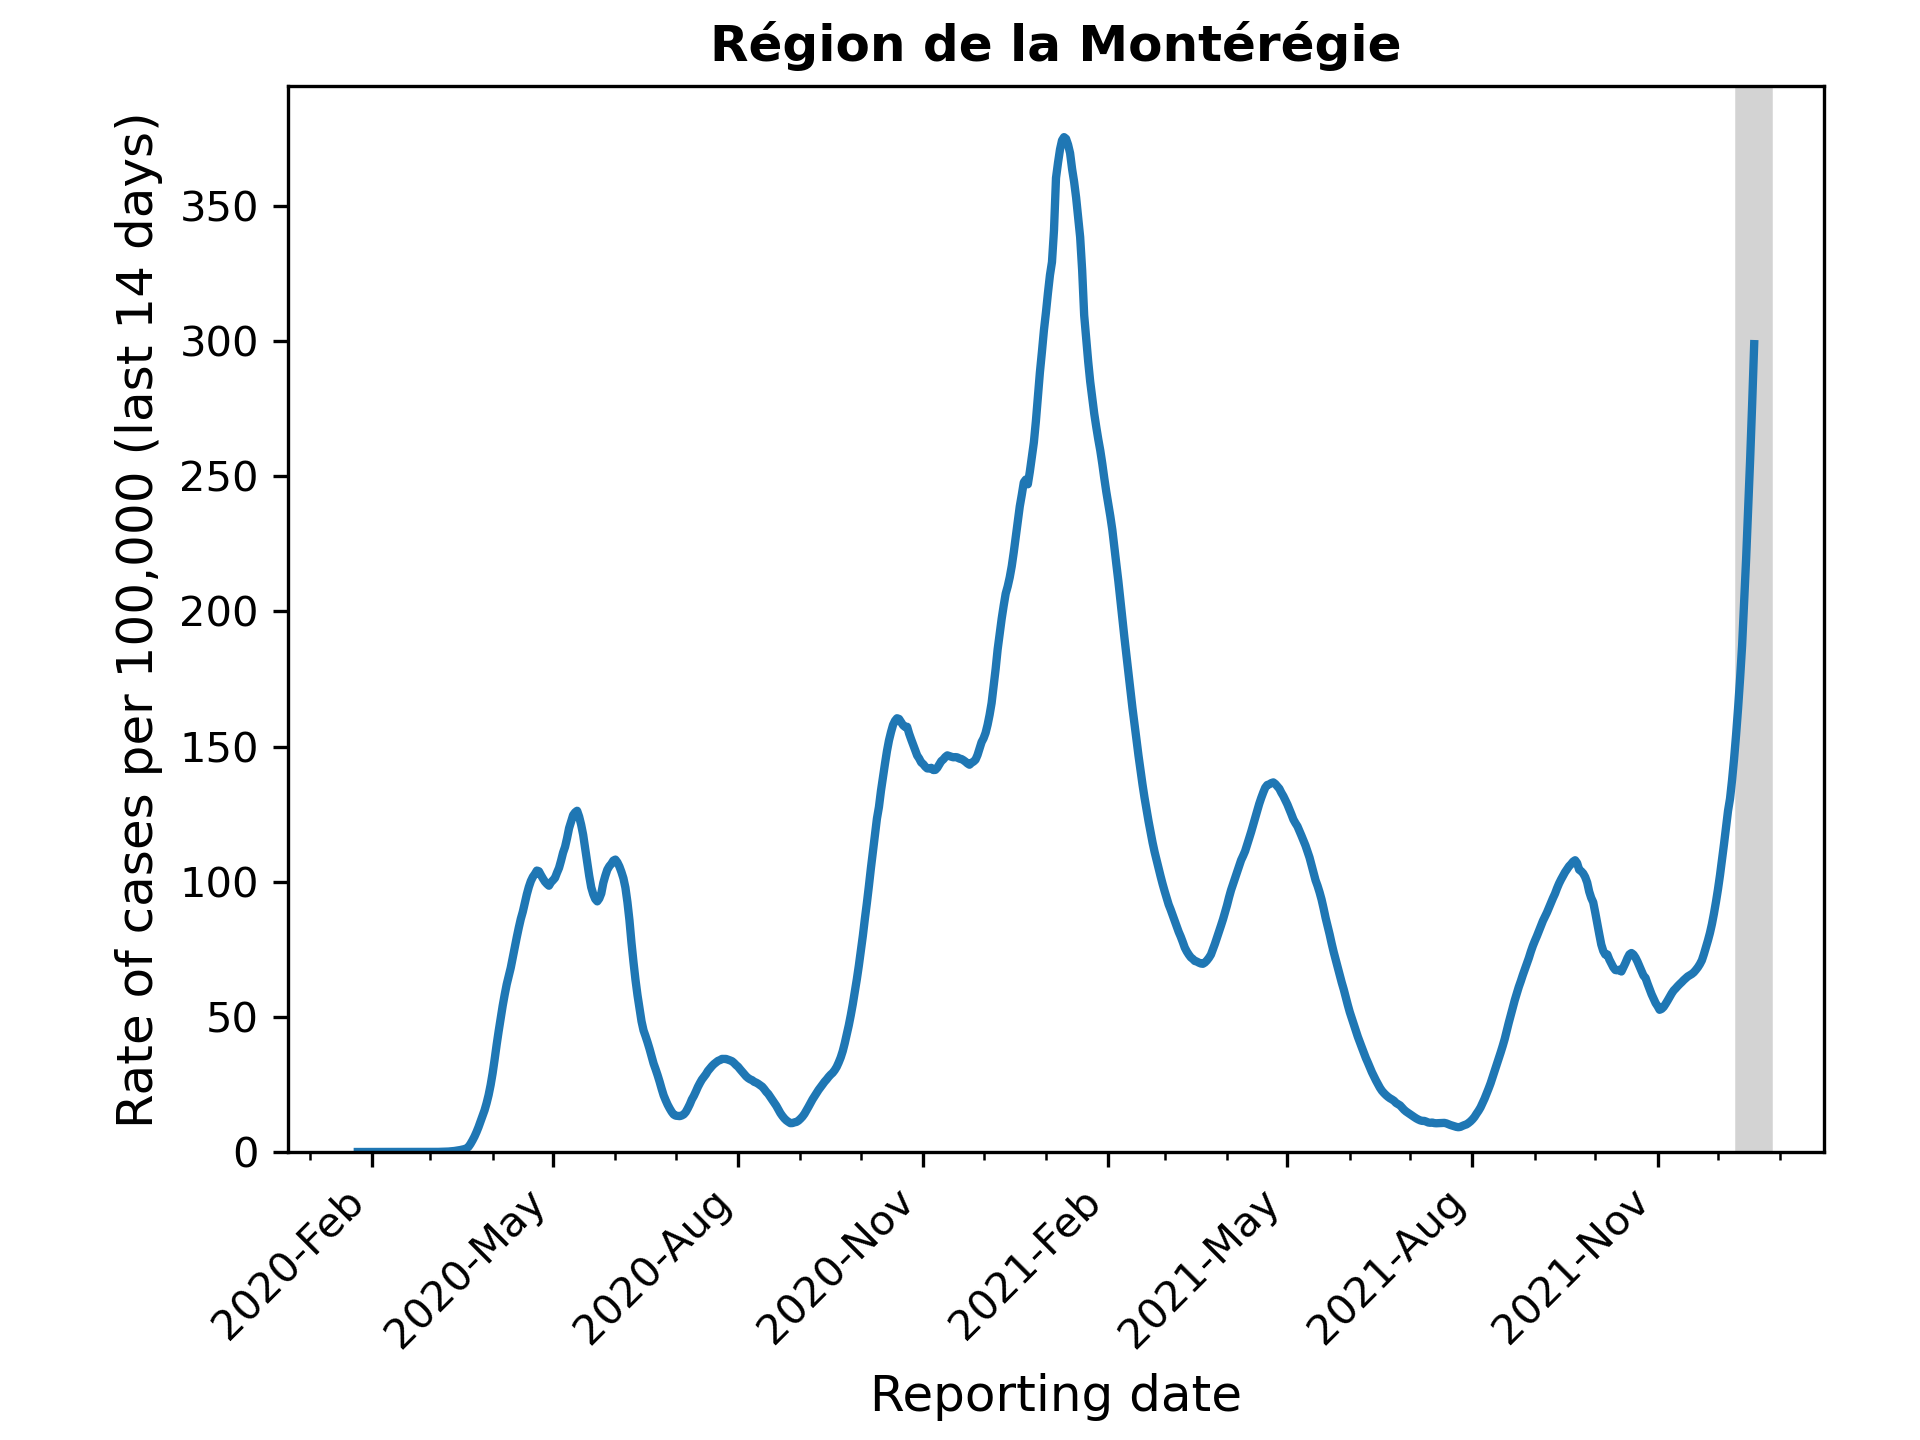 Région de la Montérégie
Rate of cases per 100,000 (last 14 days)
350
300
250
200
150
100
50
0
2020-Feb
2020-May
2020-Aug
2020-Nov
2021-Feb
2021-May
2021-Aug
2021-Nov
Reporting date